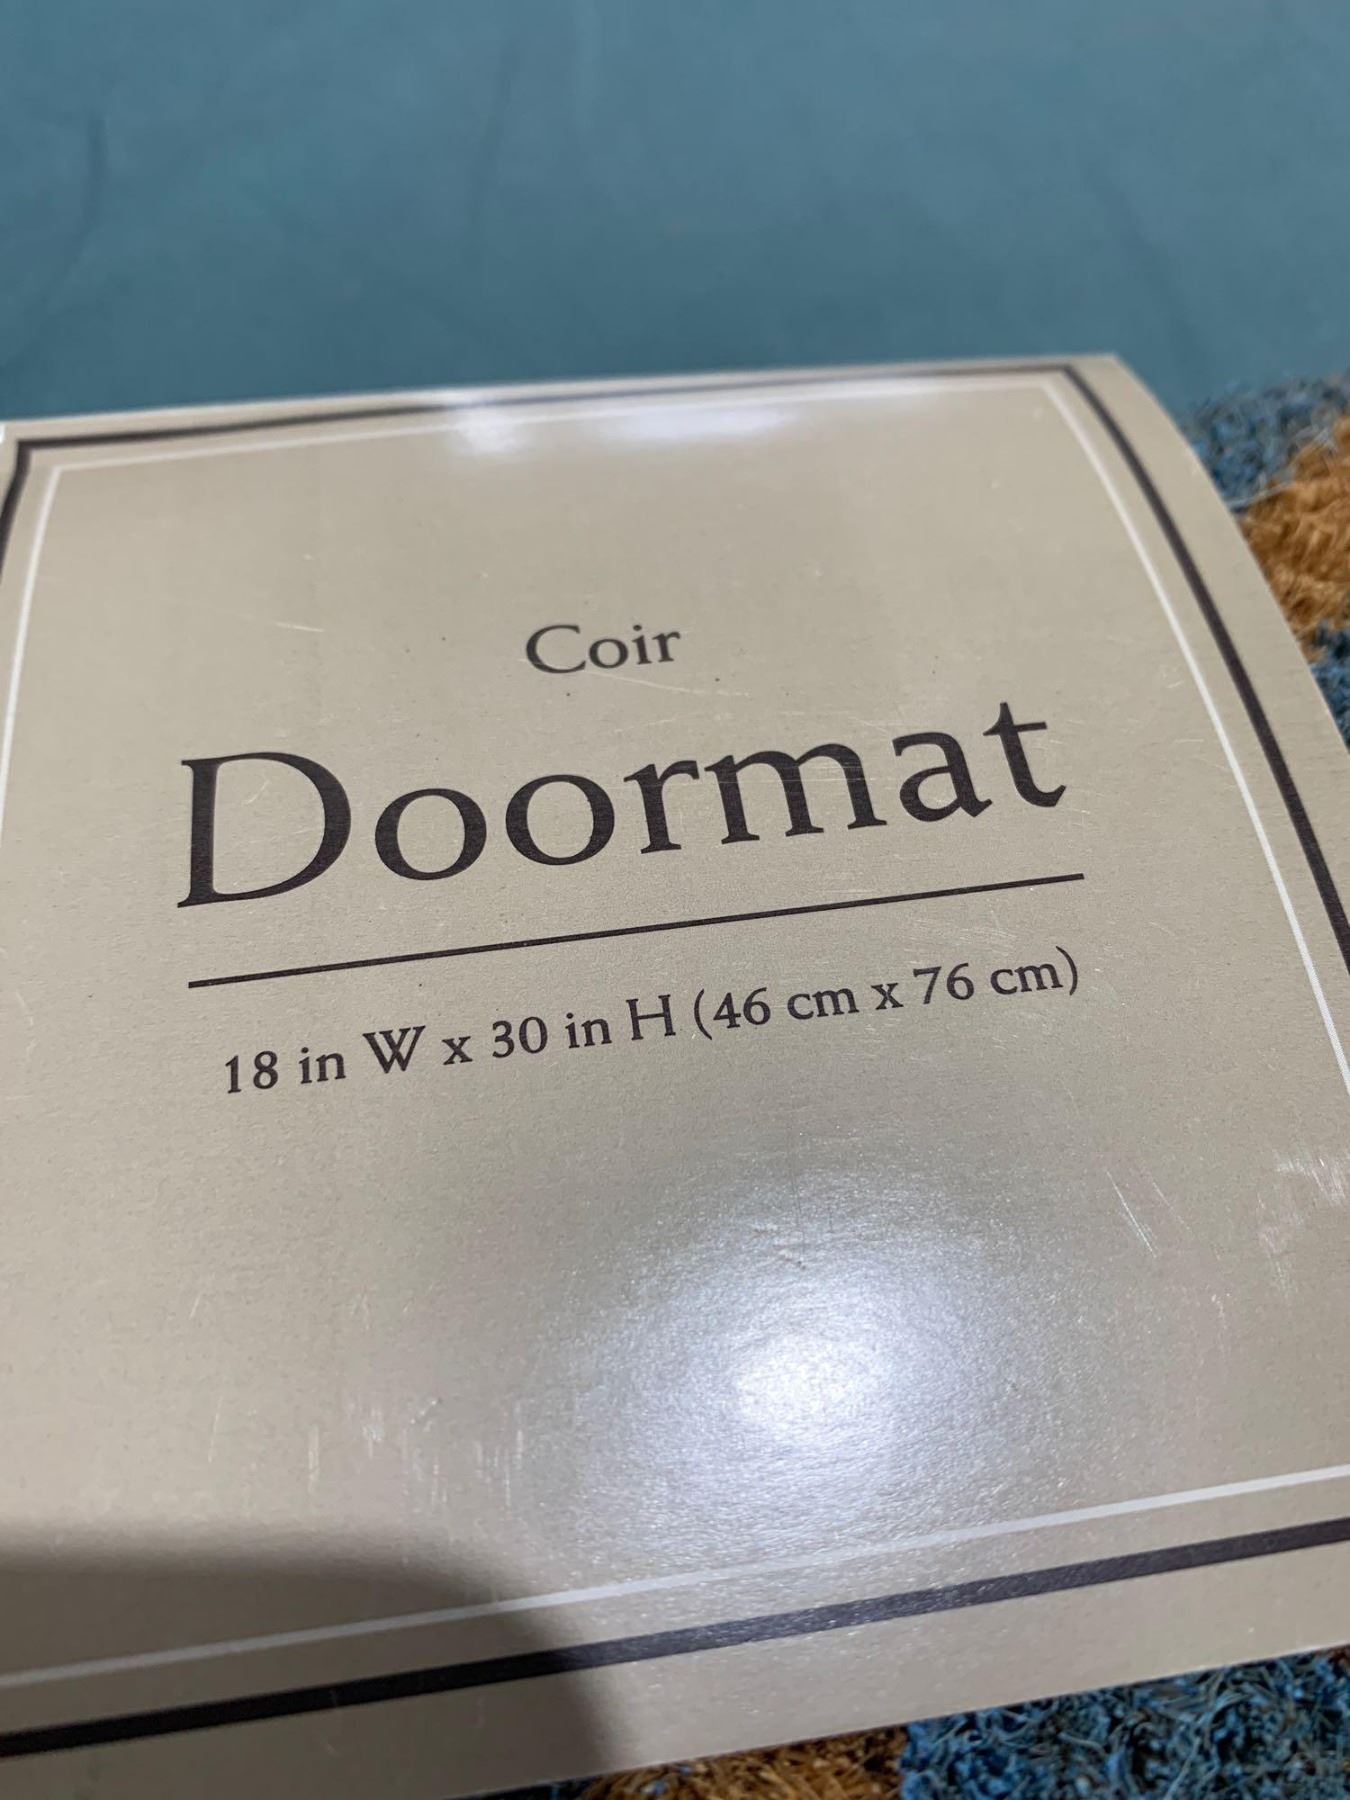 Coir
Doormat
18 in W x 30 in H (46 cm x 76 cm)